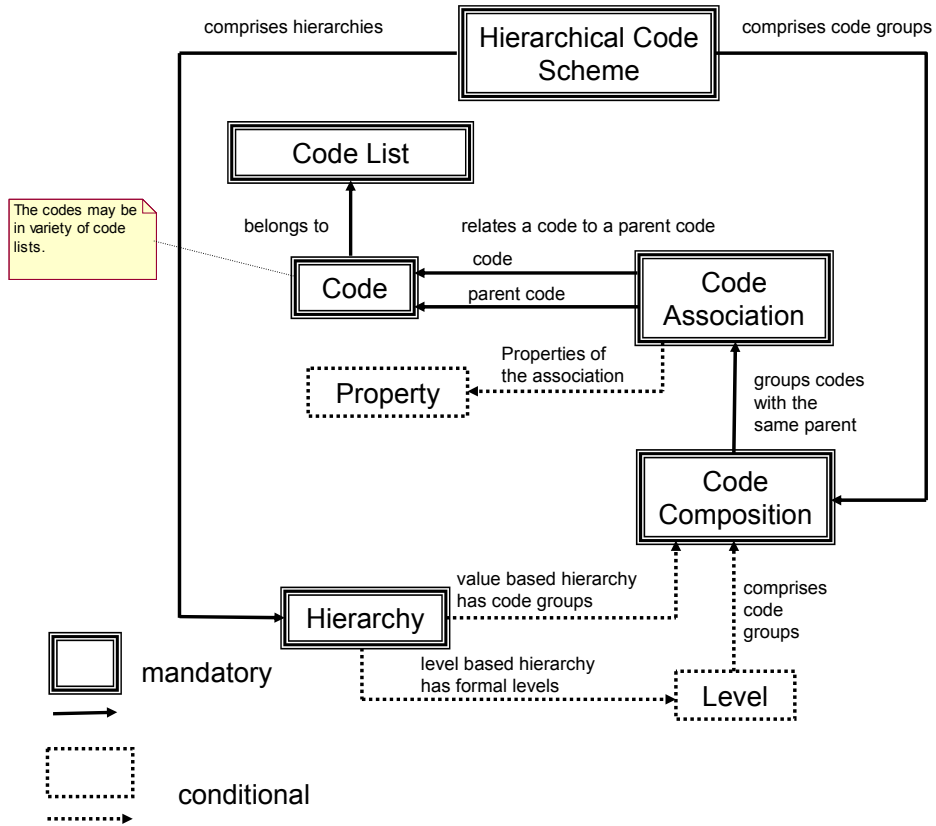 comprises hierarchies
Hierarchical Code
Scheme
comprises code groups
Code List
The codes may be
in variety of code
lists.
belongs to
relates a code to a parent code
code
Code
parent code
Code
Association
Properties of
the association
Property
groups codes
with the
same parent
Code
Composition
value based hierarchy
has code groups
comprises
code
groups
Hierarchy
level based hierarchy
has formal levels
Level
mandatory
conditional